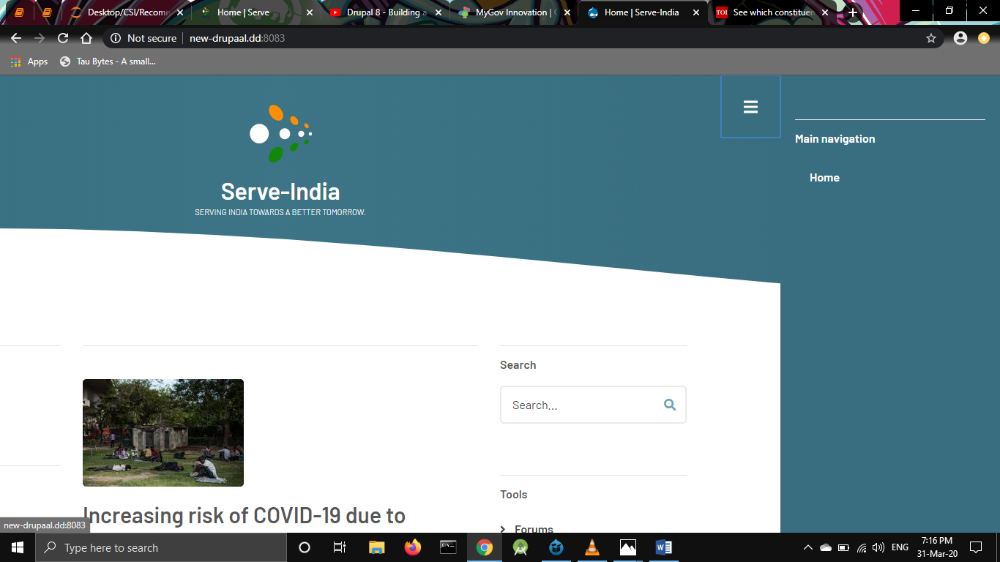 Desktop/CSI/Recomm
Home | Serve
Drupal 8 - Building a
MyGov Innovation |
Home | Serve-India
TOI
See which constituen
Not secure
new-drupaal.dd:8083
Apps
Tau Bytes - A small...
Serve-India
SERVING INDIA TOWARDS A BETTER TOMORROW.
Main navigation
Home
Search
Search...
Increasing risk of COVID-19 due to
Tools
Forums
new-drupaal.dd:8083
Type here to search
ENG
7:16 PM
31-Mar-20